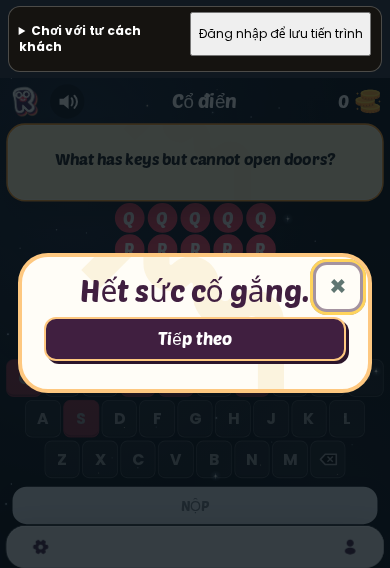 Chơi với tư cách
khách
Đăng nhập để lưu tiến trình
Cổ điển
0
What has keys but cannot open doors?
Q Q Q Q Q
Hết sức cố gắng.
Tiếp theo
A S D F G H J K L
Z X C V B N M
NỘP